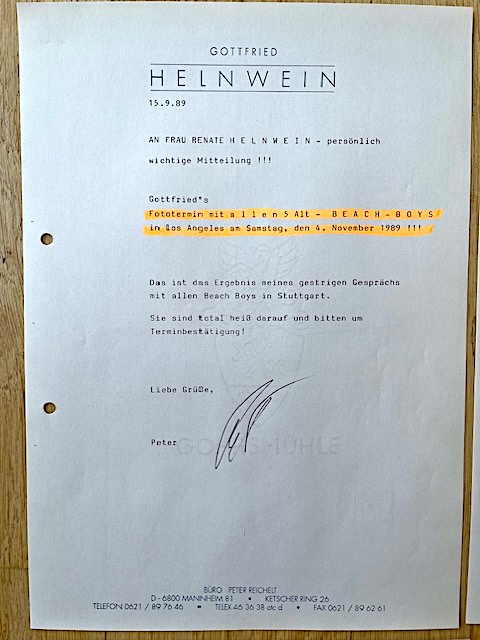 GOTTFRIED
HELNWEIN
15.9.89
AN FRAU RENATE H E L N W E I N - persönlich
wichtige Mitteilung !!!
Gottfried"s
Fototermin mit a l l e n 5 Alt - B E A C H - B O Y S
in Los Angeles am Samstag, den 4. November 1989 !!!
Das ist das Ergebnis meines gestrigen Gesprächs
mit allen Beach Boys in Stuttgart.
Sie sind total heiß darauf und bitten um
Terminbestätigung!
Liebe Grüße,
Peter
GOLDSMÜHLE
BÜRO PETER REICHELT
D - 6800 MANNHEIM 81 • KETSCHER RING 26
TELEFON 0621 / 89 76 46 • TELEX 46 36 38 atc d • FAX 0621 / 89 62 61